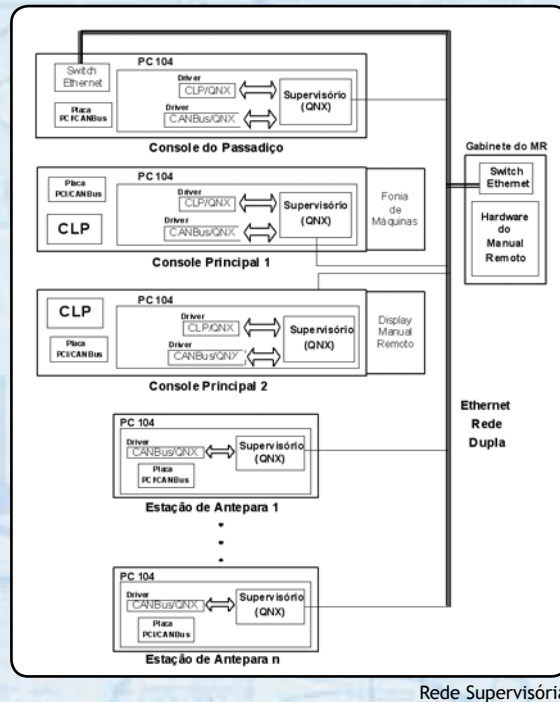 PC 104
Switch
Ethernet
Placa
PCI/CANBus
Driver
CLP/QNX
Driver
CANBus/QNX
Supervisório
(QNX)
Console do Passadiço
PC 104
Placa
PCI/CANBus
CLP
Driver
CLP/QNX
Driver
CANBus/QNX
Supervisório
(QNX)
Fonia
de
Máquinas
Console Principal 1
PC 104
CLP
Placa
PCI/CANBus
Driver
CLP/QNX
Driver
CANBus/QNX
Supervisório
(QNX)
Display
Manual
Remoto
Console Principal 2
Gabinete do MR
Switch
Ethernet
Hardware
do
Manual
Remoto
Ethernet
Rede
Dupla
PC 104
Driver
CANBus/QNX
Placa
PCI/CANBus
Supervisório
(QNX)
Estação de Antepara 1
PC 104
Driver
CANBus/QNX
Placa
PCI/CANBus
Supervisório
(QNX)
Estação de Antepara n
Rede Supervisória